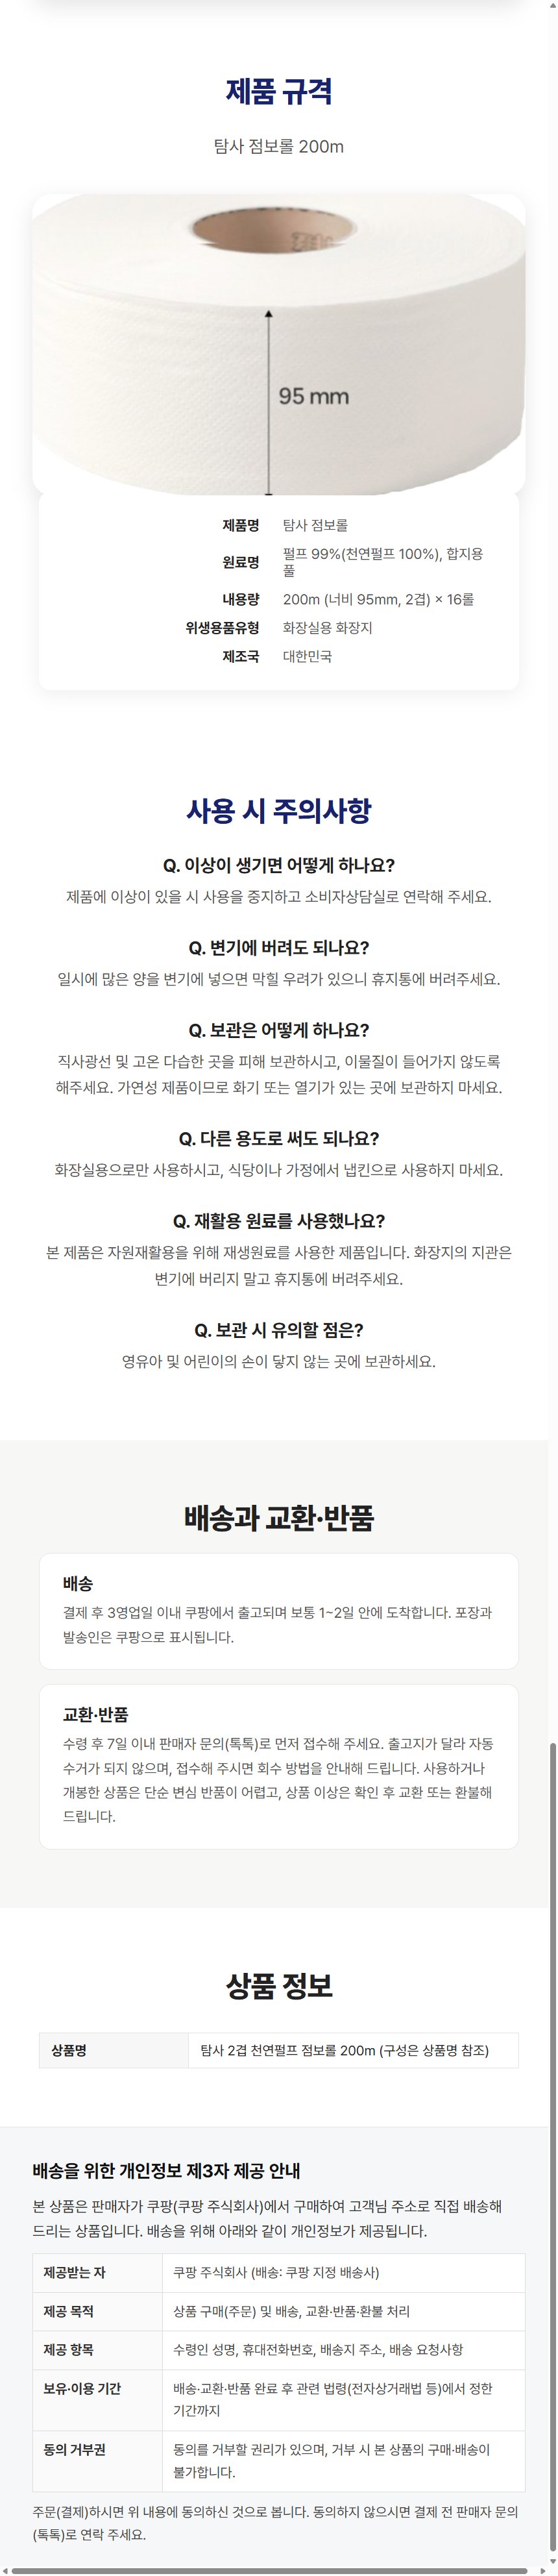 제품 규격
탐사 점보롤 200m
95 mm
제품명 탐사 점보롤
원료명 펄프 99%(천연펄프 100%), 합지용
풀
내용량 200m (너비 95mm, 2겹) × 16롤
위생용품유형 화장실용 화장지
제조국 대한민국
사용 시 주의사항
Q. 이상이 생기면 어떻게 하나요?
제품에 이상이 있을 시 사용을 중지하고 소비자상담실로 연락해 주세요.
Q. 변기에 버려도 되나요?
일시에 많은 양을 변기에 넣으면 막힐 우려가 있으니 휴지통에 버려주세요.
Q. 보관은 어떻게 하나요?
직사광선 및 고온 다습한 곳을 피해 보관하시고, 이물질이 들어가지 않도록
해주세요. 가연성 제품이므로 화기 또는 열기가 있는 곳에 보관하지 마세요.
Q. 다른 용도로 써도 되나요?
화장실용으로만 사용하시고, 식당이나 가정에서 냅킨으로 사용하지 마세요.
Q. 재활용 원료를 사용했나요?
본 제품은 자원재활용을 위해 재생원료를 사용한 제품입니다. 화장지의 지관은
변기에 버리지 말고 휴지통에 버려주세요.
Q. 보관 시 유의할 점은?
영유아 및 어린이의 손이 닿지 않는 곳에 보관하세요.
배송과 교환·반품
배송
결제 후 3영업일 이내 쿠팡에서 출고되며 보통 1~2일 안에 도착합니다. 포장과
발송인은 쿠팡으로 표시됩니다.
교환·반품
수령 후 7일 이내 판매자 문의(톡톡)로 먼저 접수해 주세요. 출고지가 달라 자동
수거가 되지 않으며, 접수해 주시면 회수 방법을 안내해 드립니다. 사용하거나
개봉한 상품은 단순 변심 반품이 어렵고, 상품 이상은 확인 후 교환 또는 환불해
드립니다.
상품 정보
상품명 탐사 2겹 천연펄프 점보롤 200m (구성은 상품명 참조)
배송을 위한 개인정보 제3자 제공 안내
본 상품은 판매자가 쿠팡(쿠팡 주식회사)에서 구매하여 고객님 주소로 직접 배송해
드리는 상품입니다. 배송을 위해 아래와 같이 개인정보가 제공됩니다.
제공받는 자 쿠팡 주식회사 (배송: 쿠팡 지정 배송사)
제공 목적 상품 구매(주문) 및 배송, 교환·반품·환불 처리
제공 항목 수령인 성명, 휴대전화번호, 배송지 주소, 배송 요청사항
보유·이용 기간 배송·교환·반품 완료 후 관련 법령(전자상거래법 등)에서 정한
기간까지
동의 거부권 동의를 거부할 권리가 있으며, 거부 시 본 상품의 구매·배송이
불가합니다.
주문(결제)하시면 위 내용에 동의하신 것으로 봅니다. 동의하지 않으시면 결제 전 판매자 문의
(톡톡)로 연락 주세요.